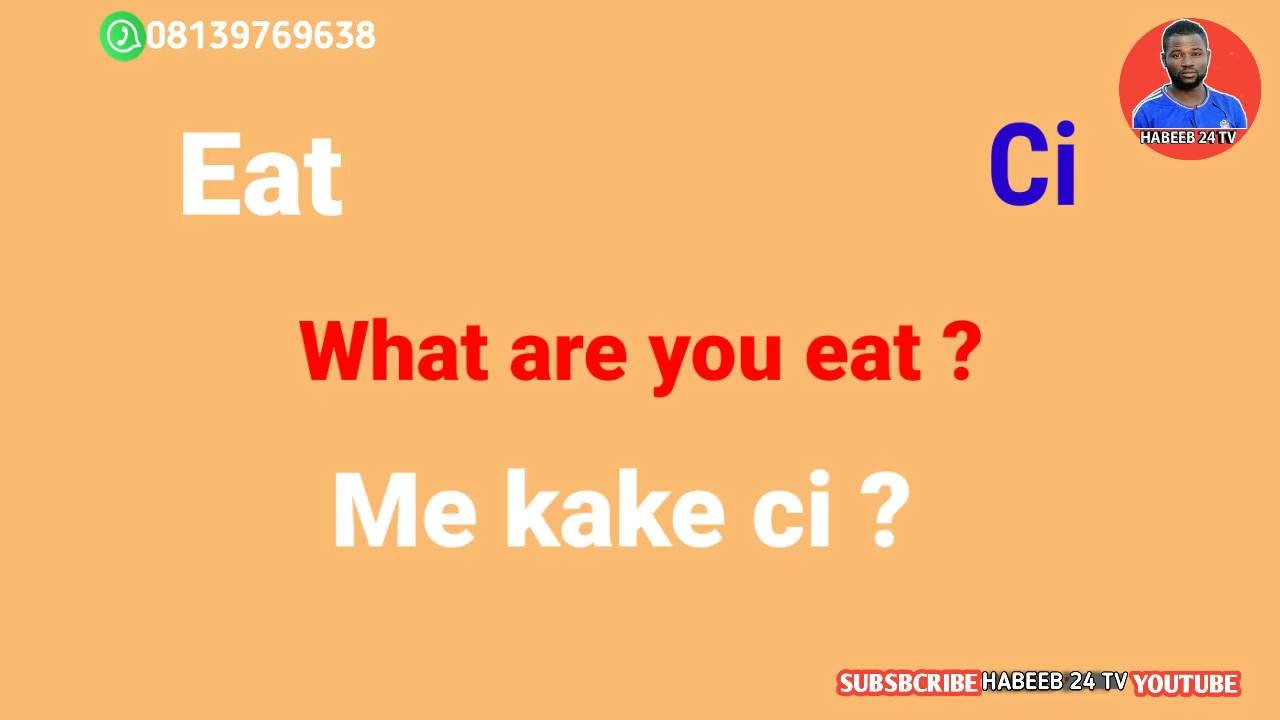 08139769638
HABEEB 24 TV
Eat
Ci
What are you eat ?
Me kake ci ?
SUBSBCRIBE HABEEB 24 TV YOUTUBE